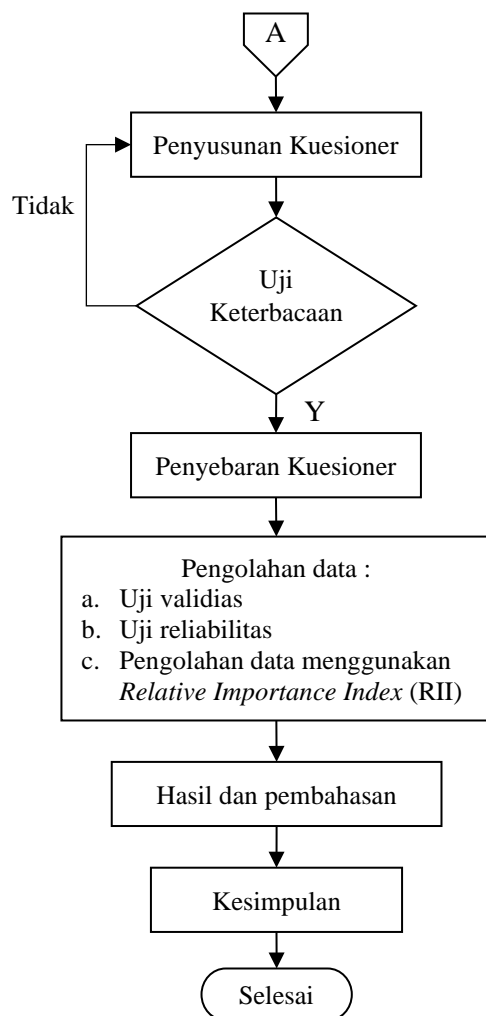 A
Penyusunan Kuesioner
Tidak
Uji
Keterbacaan
Y
Penyebaran Kuesioner
Pengolahan data :
a. Uji validias
b. Uji reliabilitas
c. Pengolahan data menggunakan
Relative Importance Index (RII)
Hasil dan pembahasan
Kesimpulan
Selesai